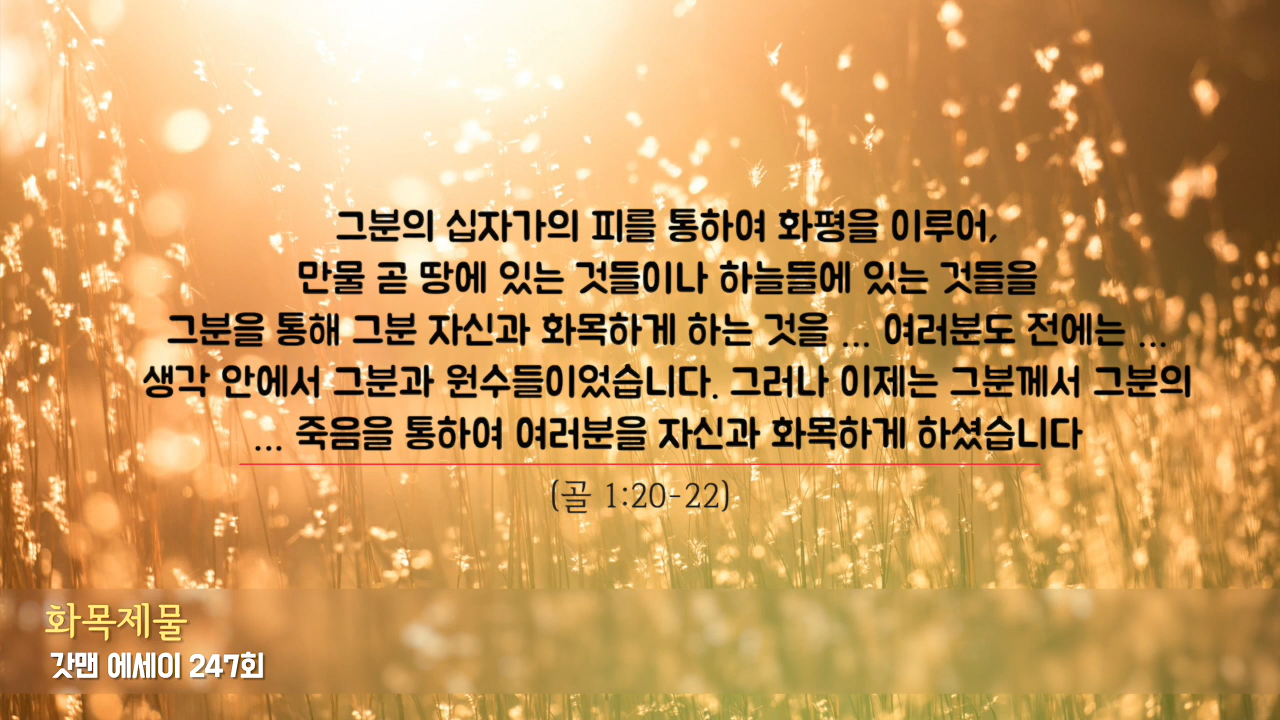 그분의 십자가의 피를 통하여 화평을 이루어,
만물 곧 땅에 있는 것들이나 하늘들에 있는 것들을
그분을 통해 그분 자신과 화목하게 하는 것을 ... 여러분도 전에는 ...
생각 안에서 그분과 원수들이었습니다. 그러나 이제는 그분께서 그분의
... 죽음을 통하여 여러분을 자신과 화목하게 하셨습니다
(골 1:20-22)
화목제물
갓맨 에세이 247회